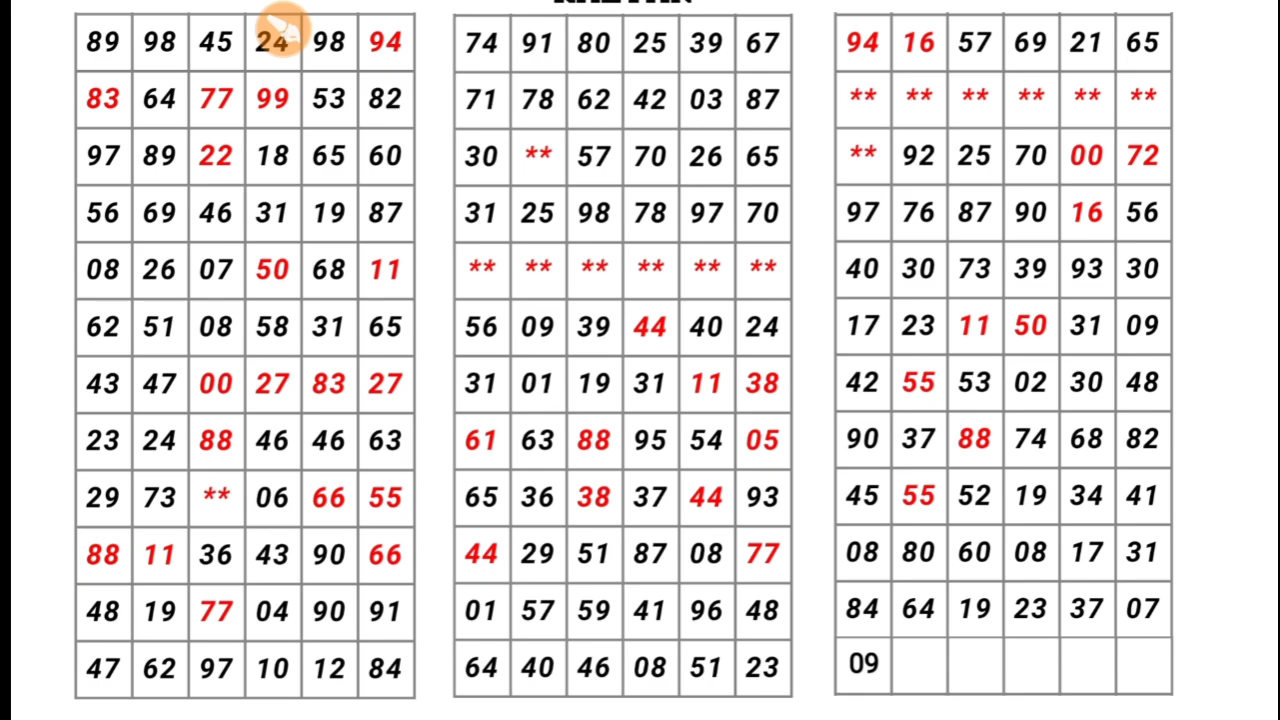 89 98 45 24 98 94
83 64 77 99 53 82
97 89 22 18 65 60
56 69 46 31 19 87
08 26 07 50 68 11
62 51 08 58 31 65
43 47 00 27 83 27
23 24 88 46 46 63
29 73 ** 06 66 55
88 11 36 43 90 66
48 19 77 04 90 91
47 62 97 10 12 84
74 91 80 25 39 67
71 78 62 42 03 87
30 ** 57 70 26 65
31 25 98 78 97 70
** ** ** ** ** **
56 09 39 44 40 24
31 01 19 31 11 38
61 63 88 95 54 05
65 36 38 37 44 93
44 29 51 87 08 77
01 57 59 41 96 48
64 40 46 08 51 23
94 16 57 69 21 65
** ** ** ** ** **
** 92 25 70 00 72
97 76 87 90 16 56
40 30 73 39 93 30
17 23 11 50 31 09
42 55 53 02 30 48
90 37 88 74 68 82
45 55 52 19 34 41
08 80 60 08 17 31
84 64 19 23 37 07
09